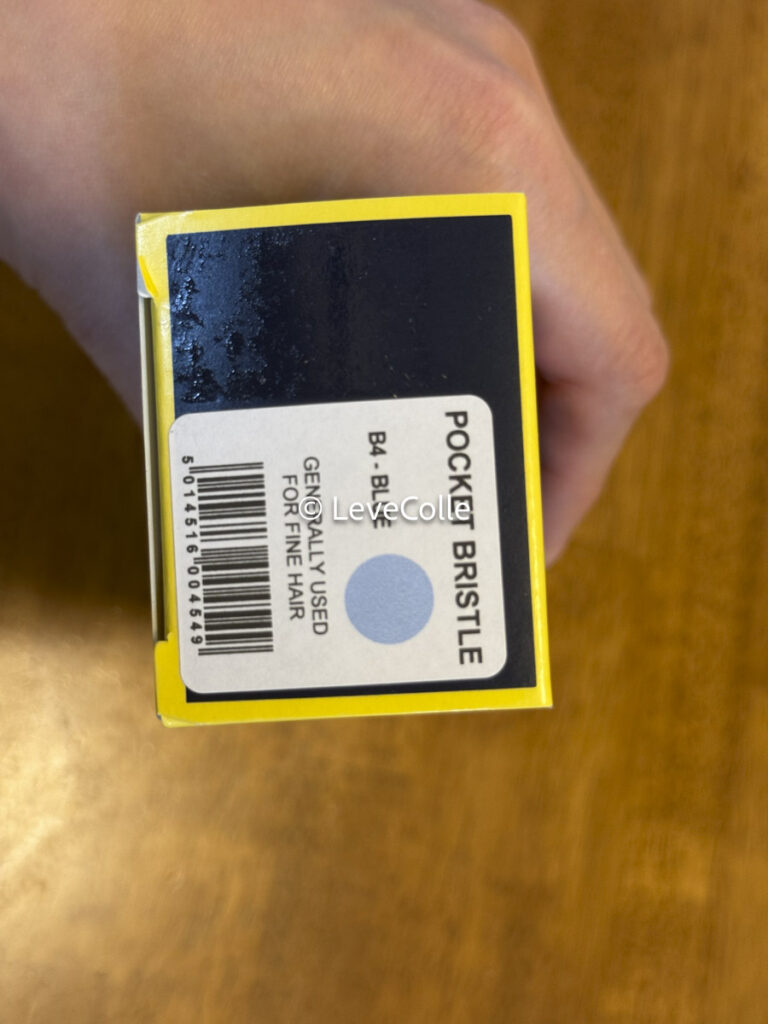 POCKET BRISTLE
B4 - BLUE
GENERALLY USED
FOR FINE HAIR
5 014516 004549
© LeveColle